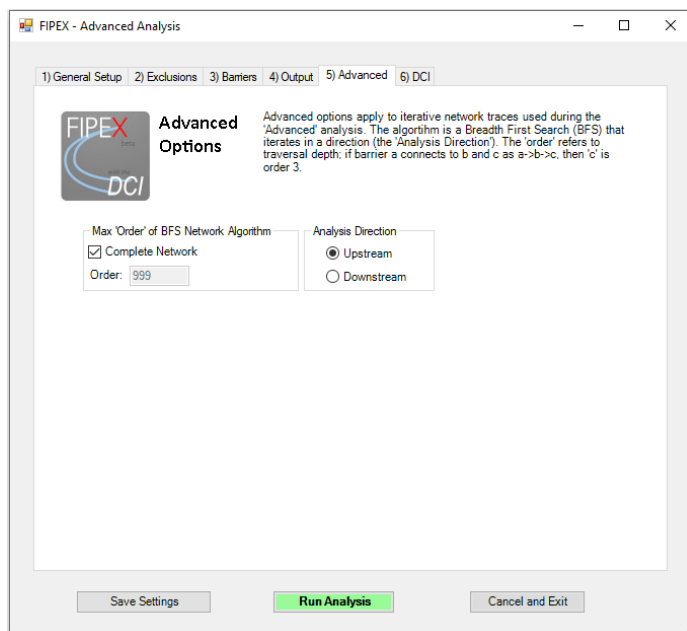 FIPEX - Advanced Analysis
1) General Setup 2) Exclusions 3) Barriers 4) Output 5) Advanced 6) DCI
FIPEX
beta
DCI
Advanced
Options
Advanced options apply to iterative network traces used during the
'Advanced' analysis. The algortihm is a Breadth First Search (BFS) that
iterates in a direction (the 'Analysis Direction'). The 'order' refers to
traversal depth; if barrier a connects to b and c as a->b->c, then 'c' is
order 3.
Max 'Order' of BFS Network Algorithm
Complete Network
Order: 999
Analysis Direction
Upstream
Downstream
Save Settings Run Analysis Cancel and Exit